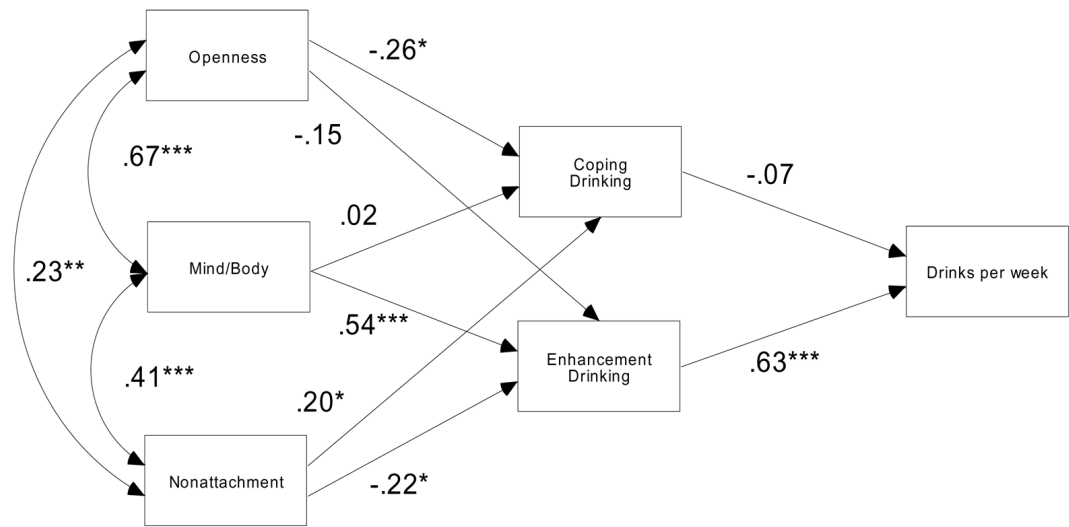 Openness
-.26*
-.15
.67***
Coping
Drinking
-.07
.02
Mind/Body
.23**
Drinks per week
.54***
Enhancement
Drinking
.63***
.41***
.20*
Nonattachment
-.22*